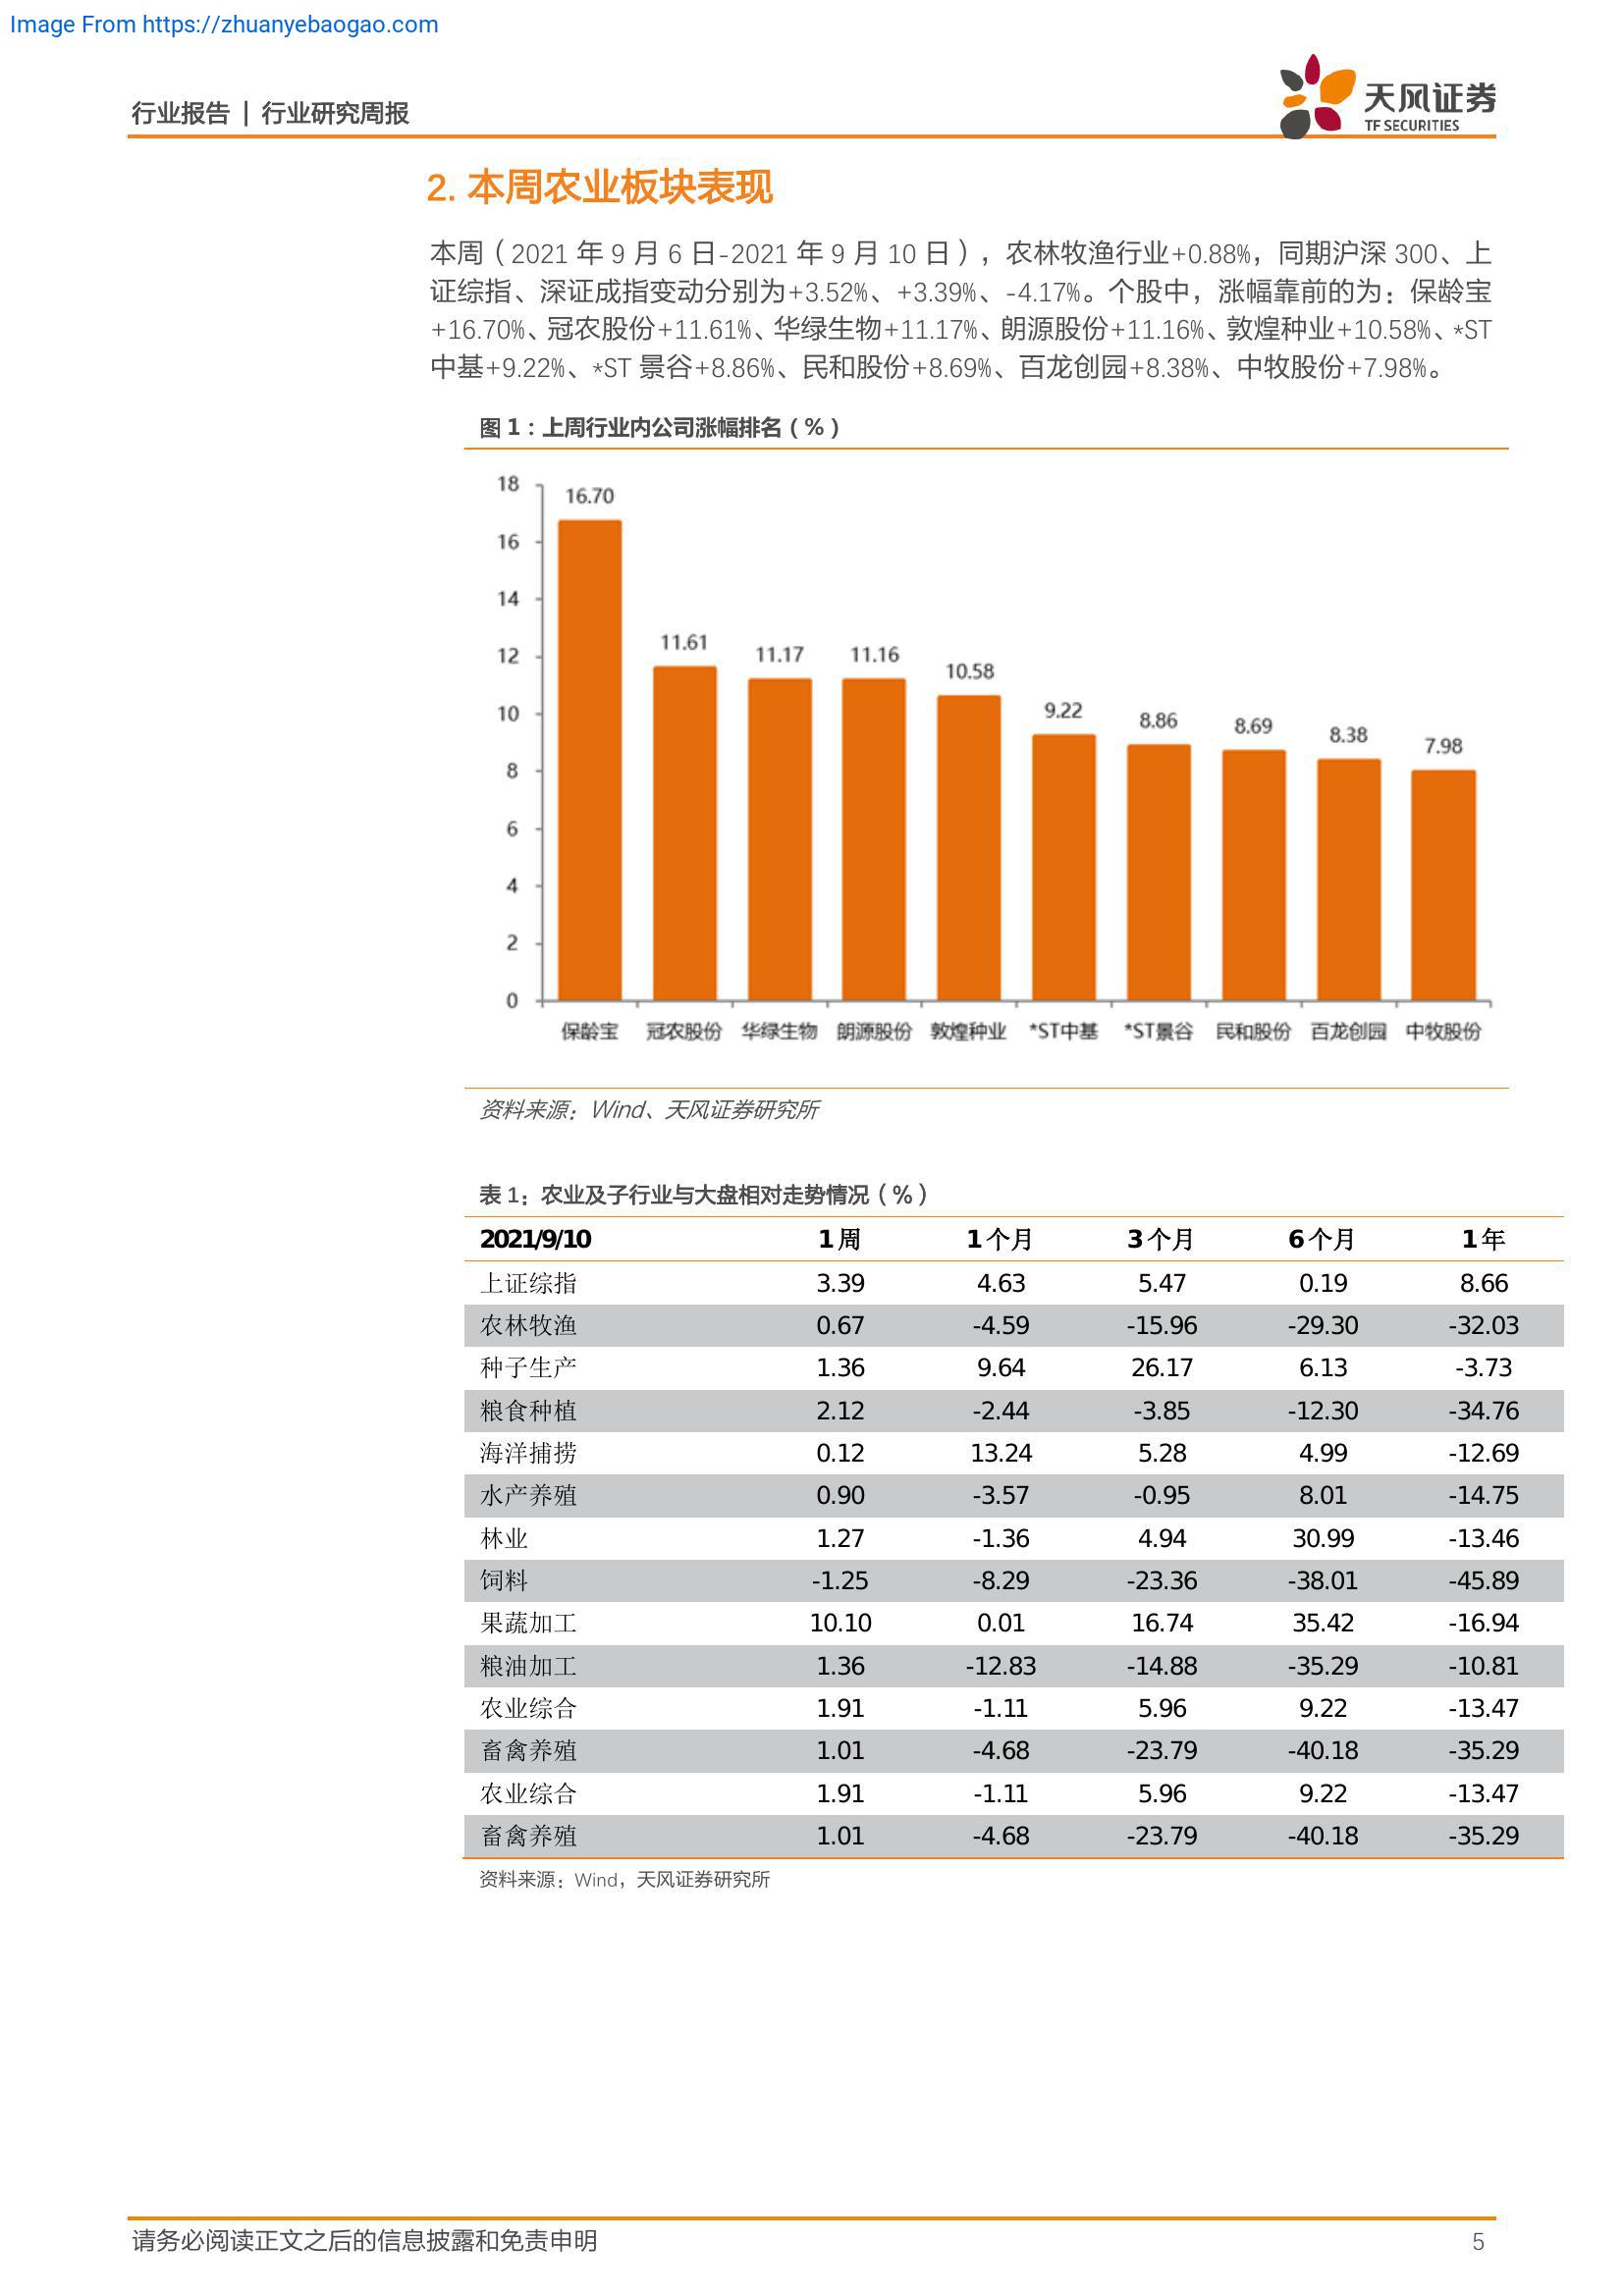 Image From https://zhuanyebaogao.com
行业报告 | 行业研究周报
天风证券
TF SECURITIES
2. 本周农业板块表现
本周（2021 年 9 月 6 日-2021 年 9 月 10 日），农林牧渔行业+0.88%，同期沪深 300、上
证综指、深证成指变动分别为+3.52%、+3.39%、-4.17%。个股中，涨幅靠前的为：保龄宝
+16.70%、冠农股份+11.61%、华绿生物+11.17%、朗源股份+11.16%、敦煌种业+10.58%、*ST
中基+9.22%、*ST 景谷+8.86%、民和股份+8.69%、百龙创园+8.38%、中牧股份+7.98%。
图 1：上周行业内公司涨幅排名（%）
18
16
14
12
10
8
6
4
2
0
16.70
11.61
11.17
11.16
10.58
9.22
8.86
8.69
8.38
7.98
保龄宝 冠农股份 华绿生物 朗源股份 敦煌种业 *ST中基 *ST景谷 民和股份 百龙创园 中牧股份
资料来源：Wind、天风证券研究所
表 1：农业及子行业与大盘相对走势情况（%）
2021/9/10 1 周 1 个月 3 个月 6 个月 1 年
上证综指 3.39 4.63 5.47 0.19 8.66
农林牧渔 0.67 -4.59 -15.96 -29.30 -32.03
种子生产 1.36 9.64 26.17 6.13 -3.73
粮食种植 2.12 -2.44 -3.85 -12.30 -34.76
海洋捕捞 0.12 13.24 5.28 4.99 -12.69
水产养殖 0.90 -3.57 -0.95 8.01 -14.75
林业 1.27 -1.36 4.94 30.99 -13.46
饲料 -1.25 -8.29 -23.36 -38.01 -45.89
果蔬加工 10.10 0.01 16.74 35.42 -16.94
粮油加工 1.36 -12.83 -14.88 -35.29 -10.81
农业综合 1.91 -1.11 5.96 9.22 -13.47
畜禽养殖 1.01 -4.68 -23.79 -40.18 -35.29
农业综合 1.91 -1.11 5.96 9.22 -13.47
畜禽养殖 1.01 -4.68 -23.79 -40.18 -35.29
资料来源：Wind，天风证券研究所
请务必阅读正文之后的信息披露和免责申明 5